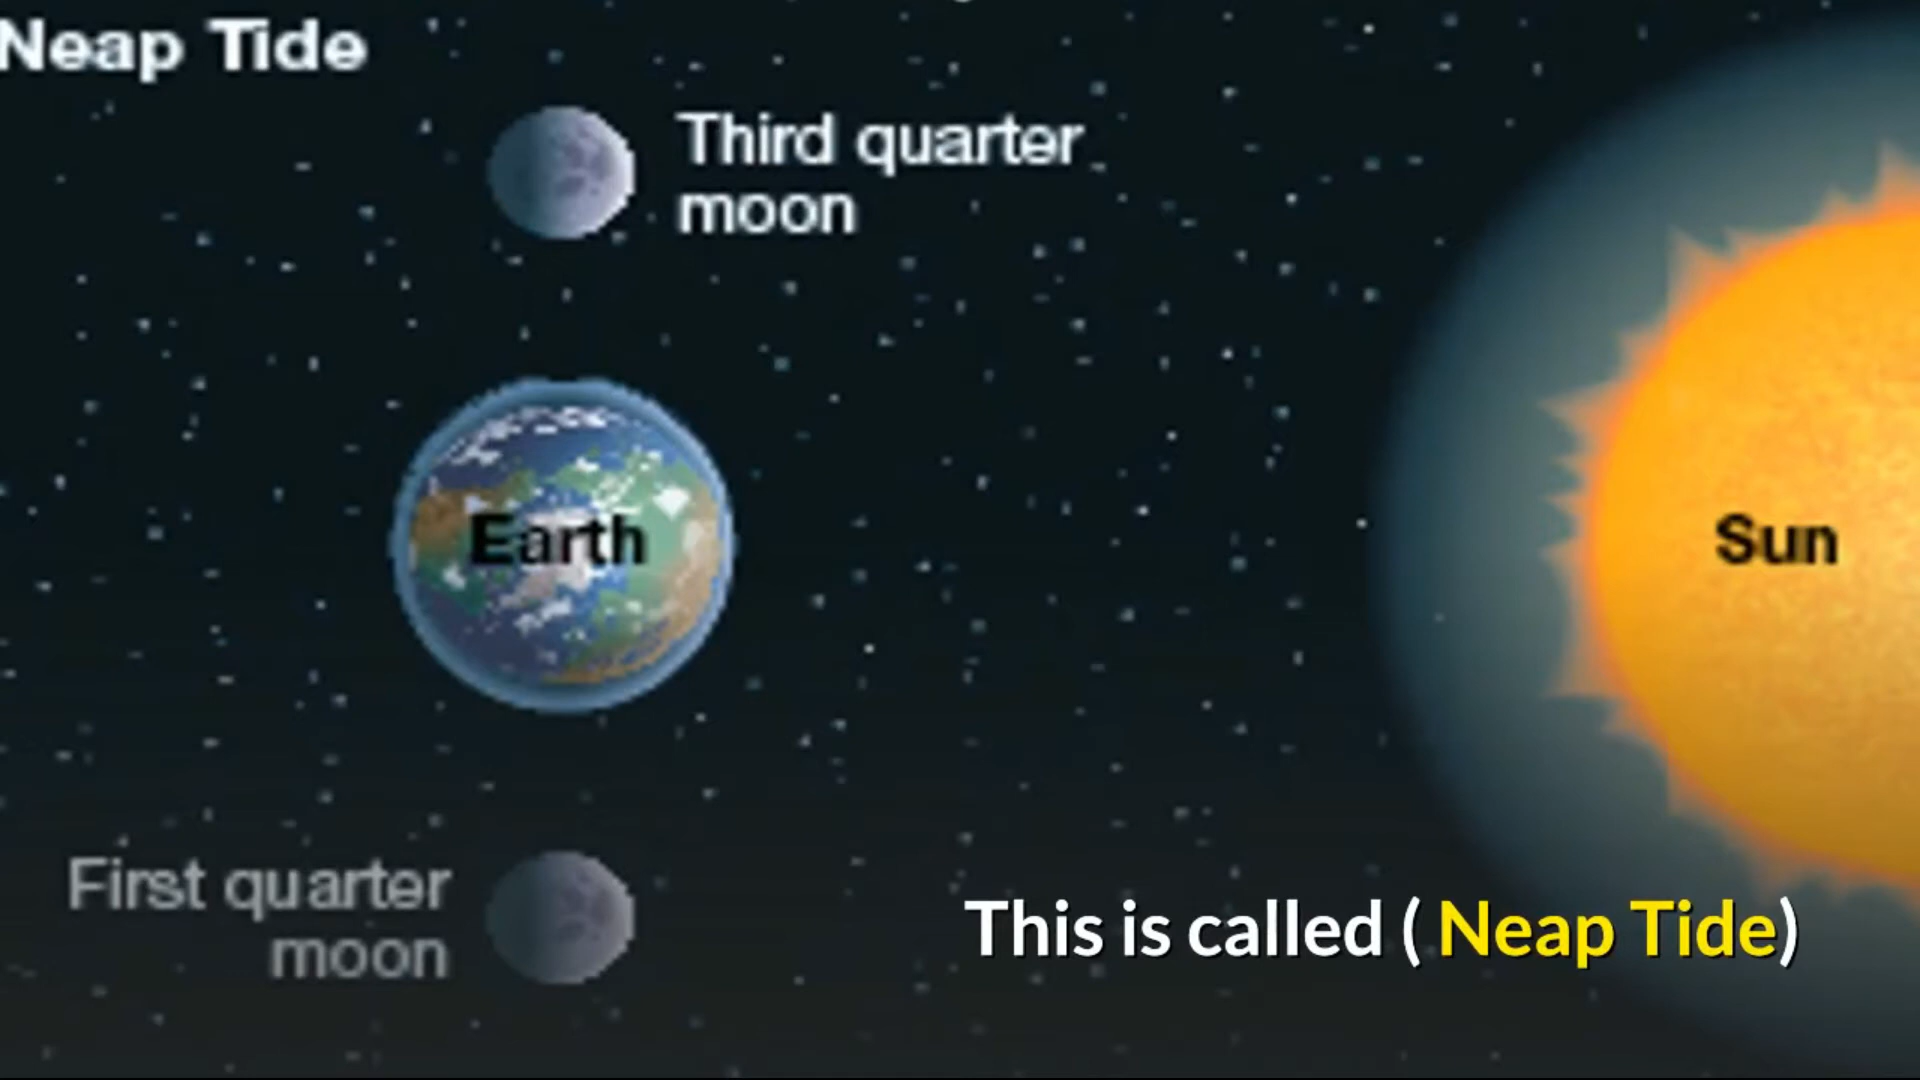 Neap Tide
Third quarter
moon
Earth
Sun
First quarter
moon
This is called ( Neap Tide)